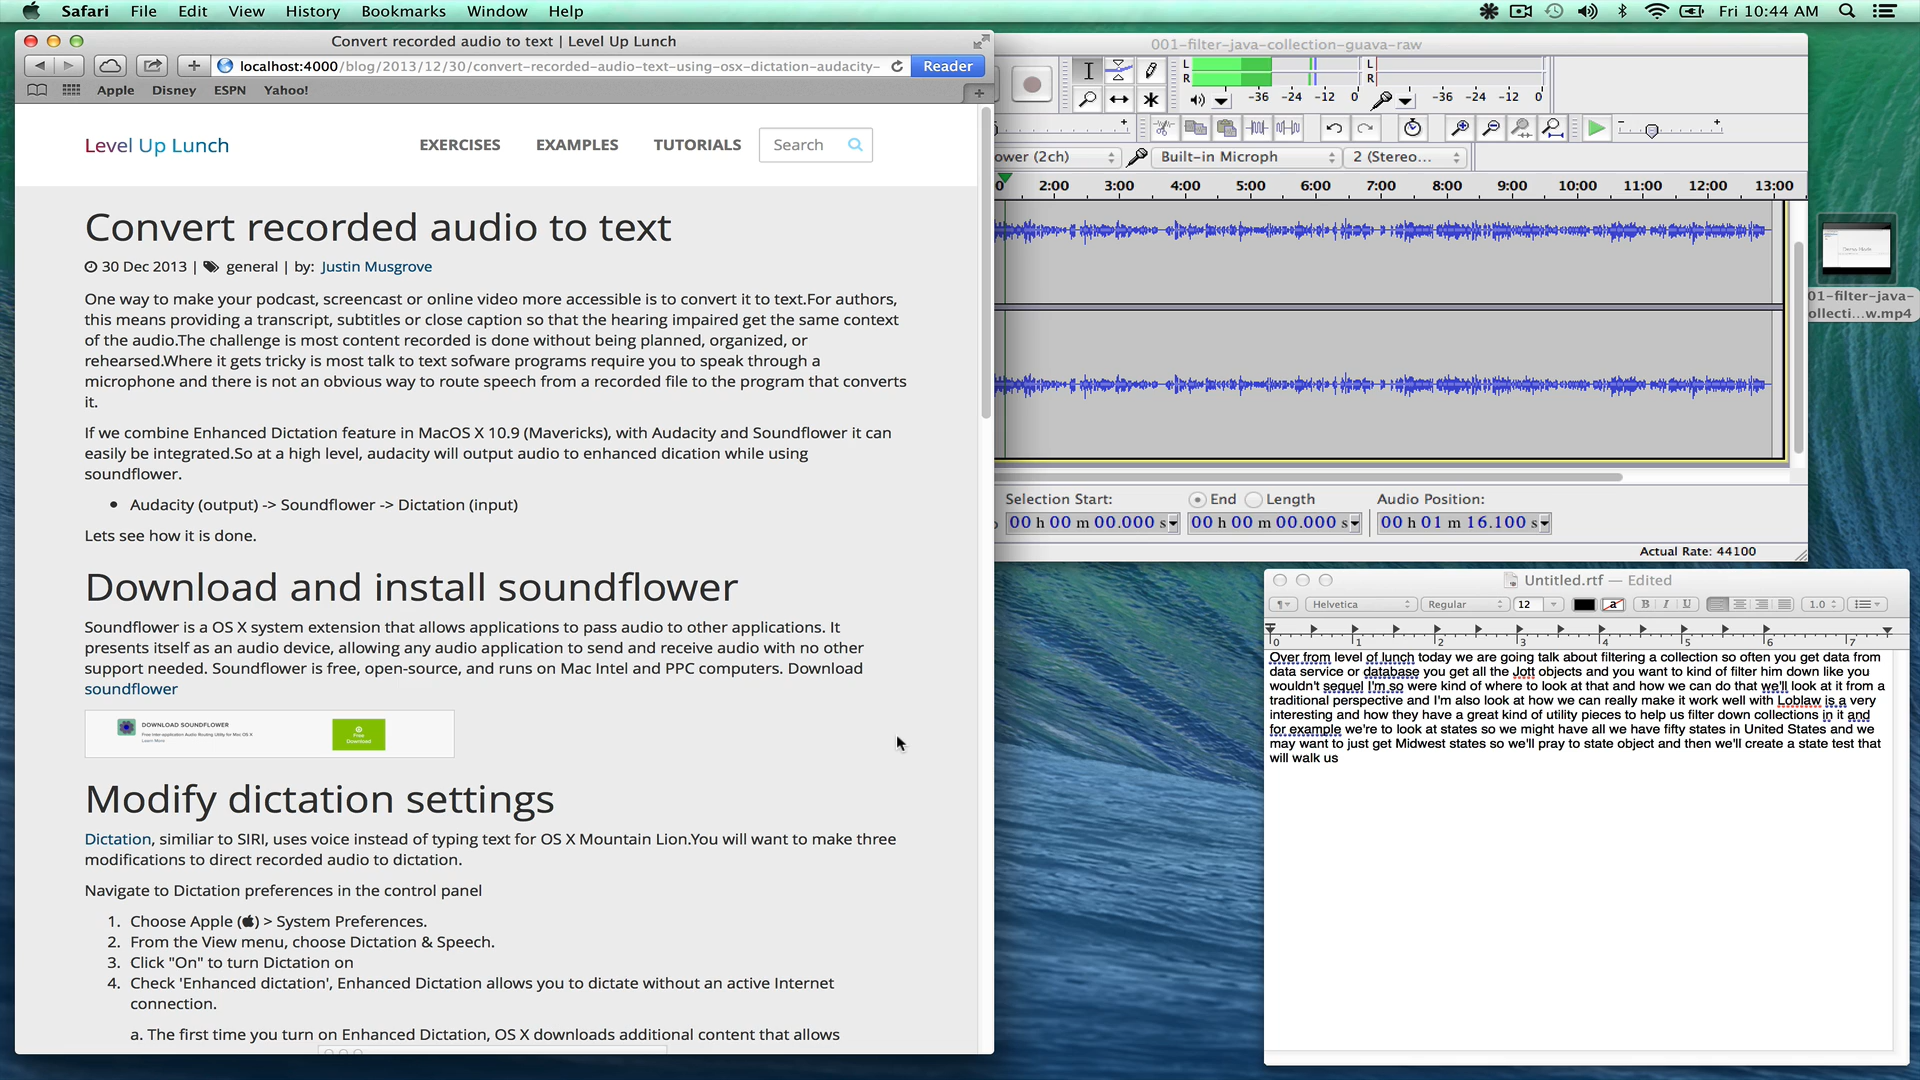 Safari File Edit View History Bookmarks Window Help
Fri 10:44 AM
Convert recorded audio to text | Level Up Lunch
localhost:4000/blog/2013/12/30/convert-recorded-audio-text-using-osx-dictation-audacity-
Reader
Apple Disney ESPN Yahoo!
Level Up Lunch
EXERCISES EXAMPLES TUTORIALS Search
Convert recorded audio to text
30 Dec 2013 | general | by: Justin Musgrove
One way to make your podcast, screencast or online video more accessible is to convert it to text.For authors,
this means providing a transcript, subtitles or close caption so that the hearing impaired get the same context
of the audio.The challenge is most content recorded is done without being planned, organized, or
rehearsed.Where it gets tricky is most talk to text sofware programs require you to speak through a
microphone and there is not an obvious way to route speech from a recorded file to the program that converts
it.
If we combine Enhanced Dictation feature in MacOS X 10.9 (Mavericks), with Audacity and Soundflower it can
easily be integrated.So at a high level, audacity will output audio to enhanced dication while using
soundflower.
Audacity (output) -> Soundflower -> Dictation (input)
Lets see how it is done.
Download and install soundflower
Soundflower is a OS X system extension that allows applications to pass audio to other applications. It
presents itself as an audio device, allowing any audio application to send and receive audio with no other
support needed. Soundflower is free, open-source, and runs on Mac Intel and PPC computers. Download
soundflower
DOWNLOAD SOUNDFLOWER
Free Inter-application Audio Routing Utility for Mac OS X
Learn More
Free
Download
Modify dictation settings
Dictation, similiar to SIRI, uses voice instead of typing text for OS X Mountain Lion.You will want to make three
modifications to direct recorded audio to dictation.
Navigate to Dictation preferences in the control panel
1. Choose Apple () > System Preferences.
2. From the View menu, choose Dictation & Speech.
3. Click "On" to turn Dictation on
4. Check 'Enhanced dictation', Enhanced Dictation allows you to dictate without an active Internet
connection.
a. The first time you turn on Enhanced Dictation, OS X downloads additional content that allows
001-filter-java-collection-guava-raw
L
R
-36 -24 -12 0
L
R
-36 -24 -12 0
ower (2ch) Built-in Microph 2 (Stereo...
0 2:00 3:00 4:00 5:00 6:00 7:00 8:00 9:00 10:00 11:00 12:00 13:00
Selection Start: End Length Audio Position:
00 h 00 m 00.000 s 00 h 00 m 00.000 s 00 h 01 m 16.100 s
Actual Rate: 44100
01-filter-java-
ollecti...w.mp4
Untitled.rtf — Edited
Helvetica Regular 12 a B I U 1.0
0 1 2 3 4 5 6 7
Over from level of lunch today we are going talk about filtering a collection so often you get data from
data service or database you get all the Jott objects and you want to kind of filter him down like you
wouldn't sequel I'm so were kind of where to look at that and how we can do that we'll look at it from a
traditional perspective and I'm also look at how we can really make it work well with Loblaw is a very
interesting and how they have a great kind of utility pieces to help us filter down collections in it and
for example we're to look at states so we might have all we have fifty states in United States and we
may want to just get Midwest states so we'll pray to state object and then we'll create a state test that
will walk us